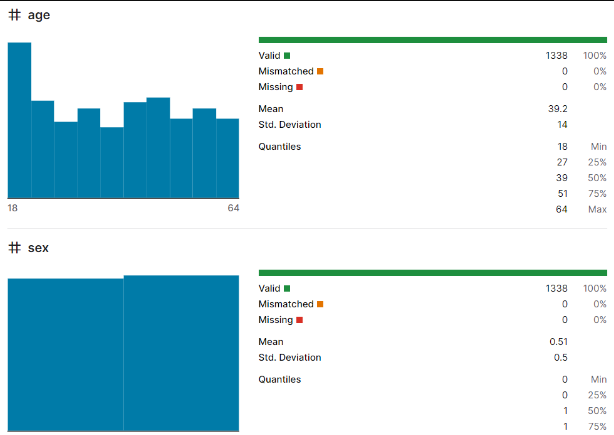 # age
Valid 1338 100%
Mismatched 0 0%
Missing 0 0%
Mean 39.2
Std. Deviation 14
Quantiles 18 Min
27 25%
39 50%
51 75%
64 Max
18 64
# sex
Valid 1338 100%
Mismatched 0 0%
Missing 0 0%
Mean 0.51
Std. Deviation 0.5
Quantiles 0 Min
0 25%
1 50%
1 75%